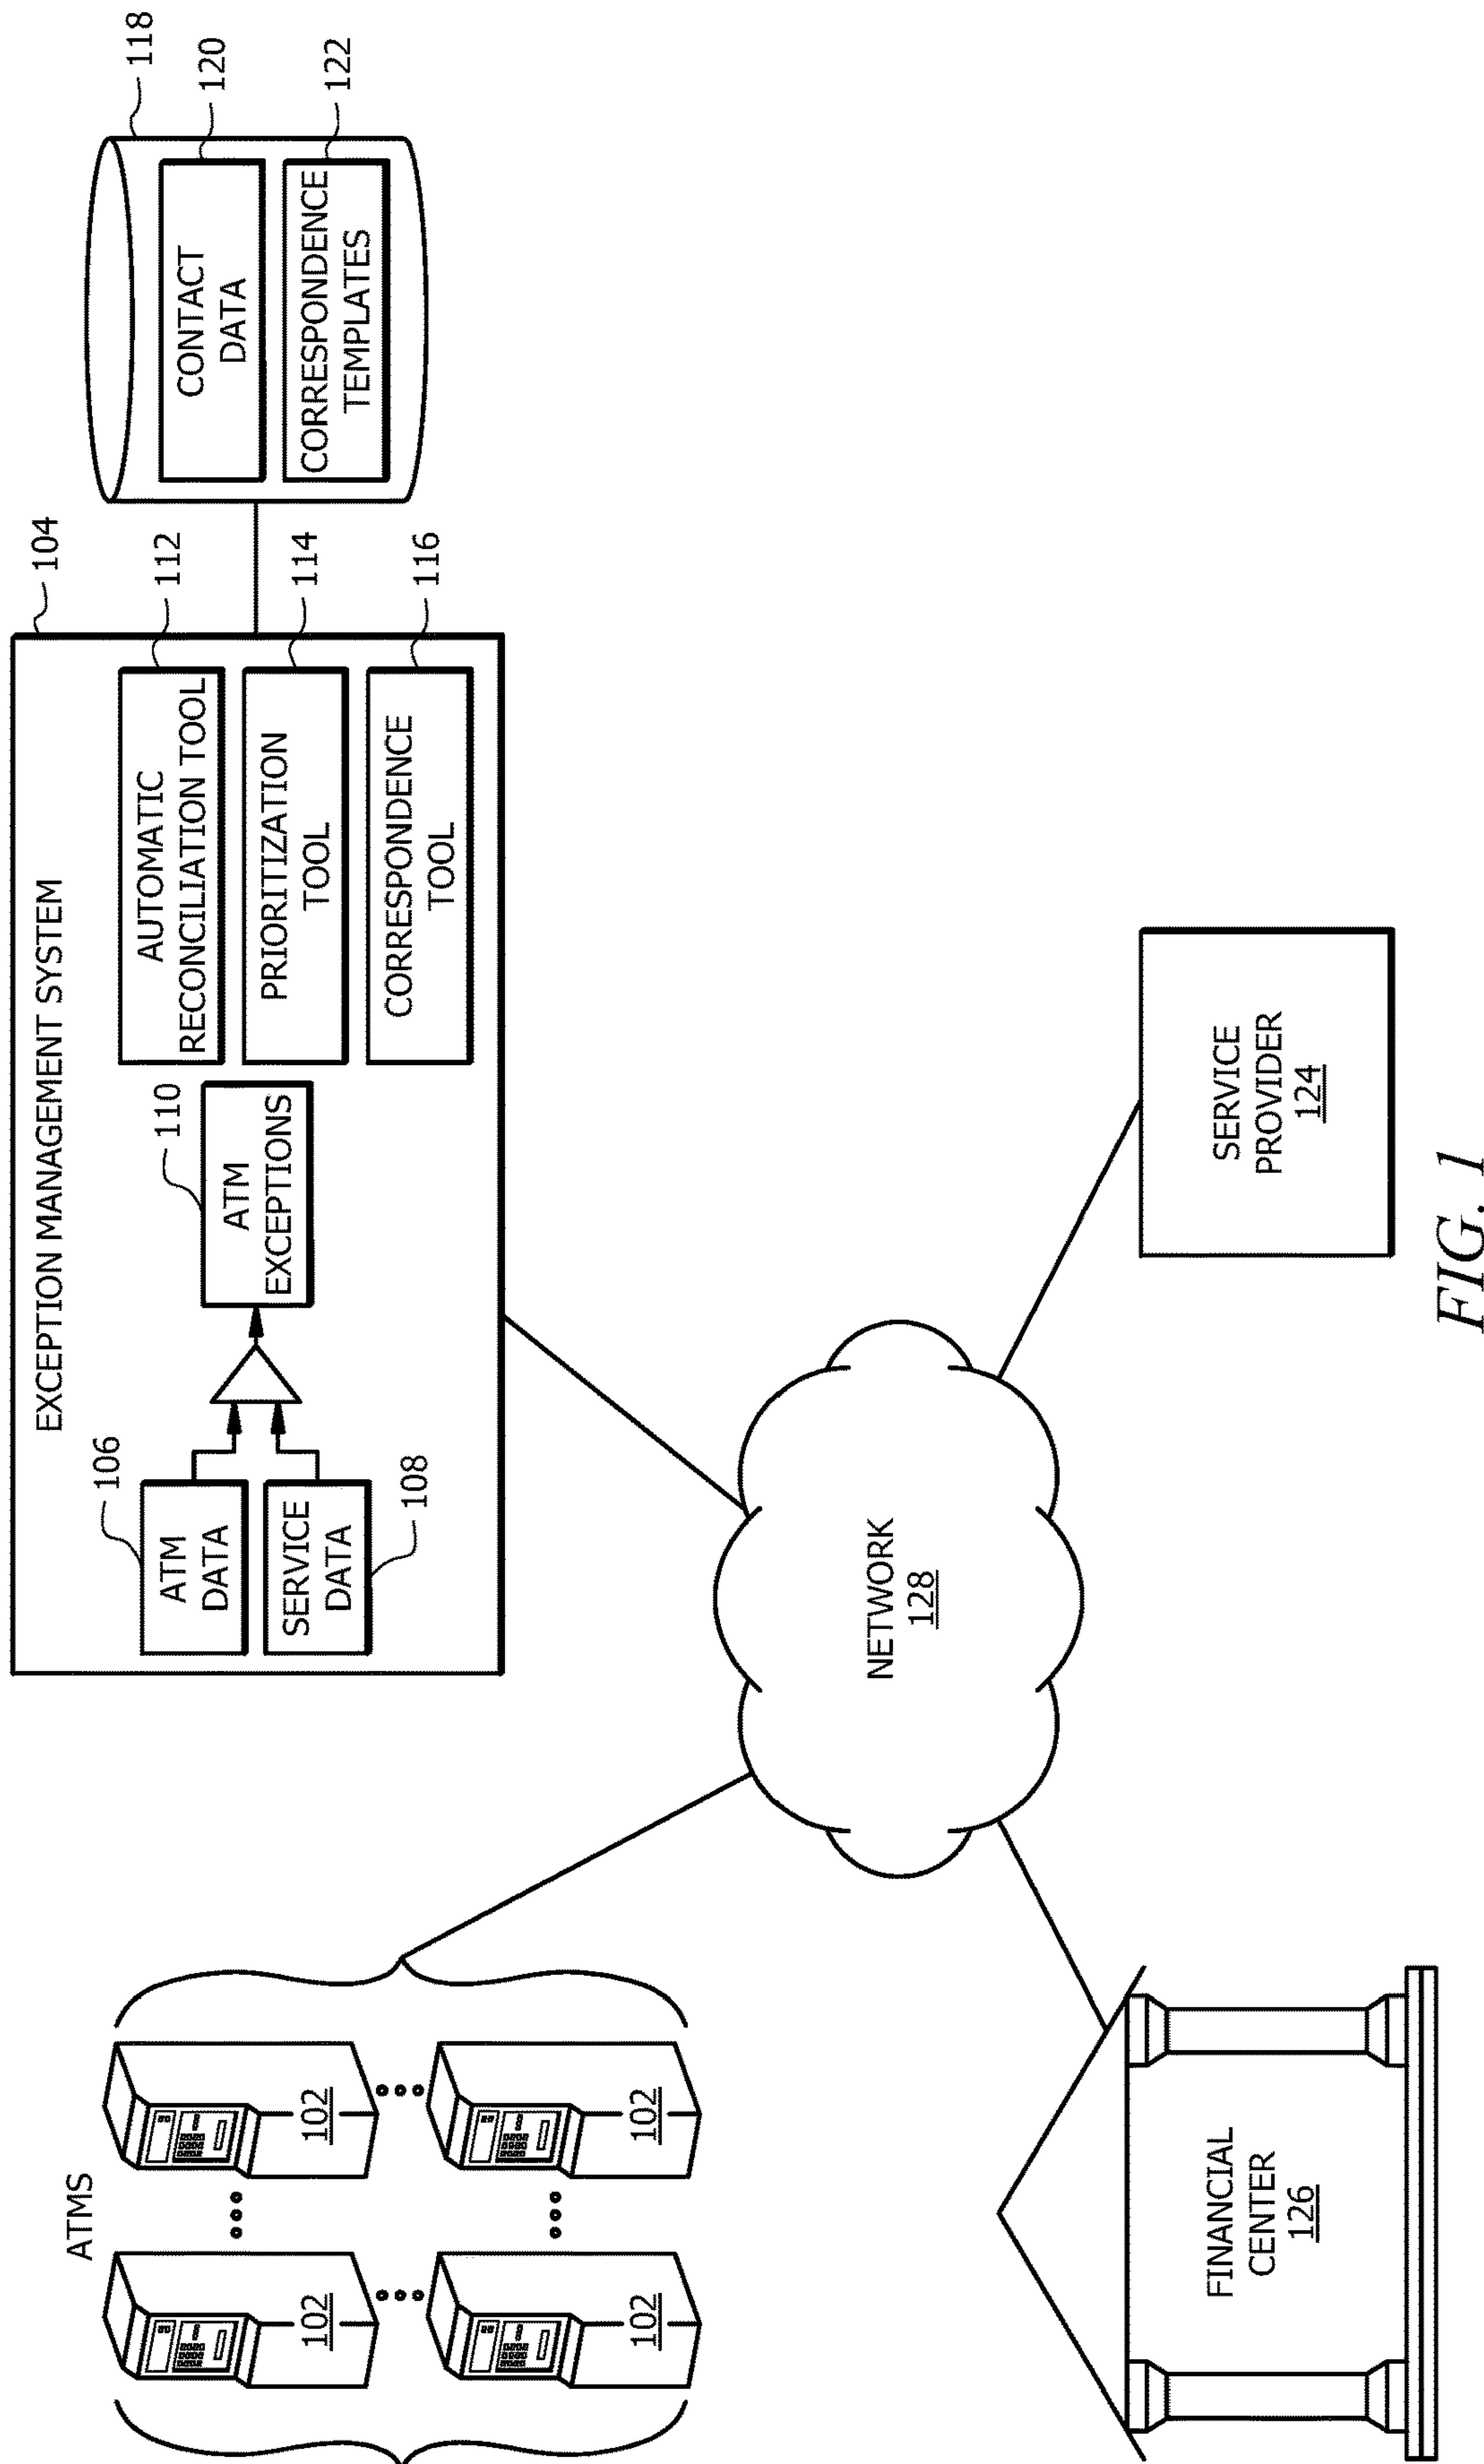 ATMS
102
102
102
102
EXCEPTION MANAGEMENT SYSTEM
104
106
ATM
DATA
SERVICE
DATA
108
110
ATM
EXCEPTIONS
AUTOMATIC
RECONCILIATION TOOL
112
PRIORITIZATION
TOOL
114
CORRESPONDENCE
TOOL
116
118
CONTACT
DATA
120
CORRESPONDENCE
TEMPLATES
122
NETWORK
128
FINANCIAL
CENTER
126
SERVICE
PROVIDER
124
FIG. 1